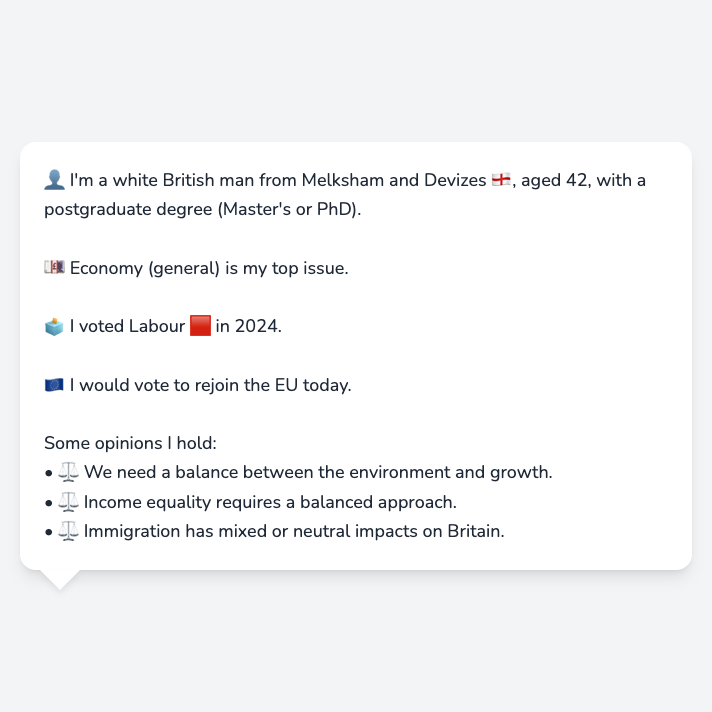 👤 I'm a white British man from Melksham and Devizes 🏴󠁧󠁢󠁥󠁮󠁧󠁿, aged 42, with a
postgraduate degree (Master's or PhD).
💷 Economy (general) is my top issue.
🗳️ I voted Labour 🟥 in 2024.
🇪🇺 I would vote to rejoin the EU today.
Some opinions I hold:
• ⚖️ We need a balance between the environment and growth.
• ⚖️ Income equality requires a balanced approach.
• ⚖️ Immigration has mixed or neutral impacts on Britain.